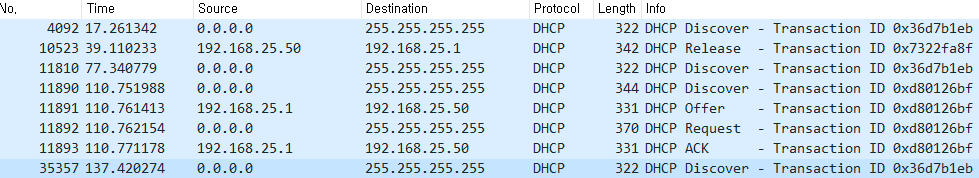 No. Time Source Destination Protocol Length Info
4092 17.261342 0.0.0.0 255.255.255.255 DHCP 322 DHCP Discover - Transaction ID 0x36d7b1eb
10523 39.110233 192.168.25.50 192.168.25.1 DHCP 342 DHCP Release - Transaction ID 0x7322fa8f
11810 77.340779 0.0.0.0 255.255.255.255 DHCP 322 DHCP Discover - Transaction ID 0x36d7b1eb
11890 110.751988 0.0.0.0 255.255.255.255 DHCP 344 DHCP Discover - Transaction ID 0xd80126bf
11891 110.761413 192.168.25.1 192.168.25.50 DHCP 331 DHCP Offer - Transaction ID 0xd80126bf
11892 110.762154 0.0.0.0 255.255.255.255 DHCP 370 DHCP Request - Transaction ID 0xd80126bf
11893 110.771178 192.168.25.1 192.168.25.50 DHCP 331 DHCP ACK - Transaction ID 0xd80126bf
35357 137.420274 0.0.0.0 255.255.255.255 DHCP 322 DHCP Discover - Transaction ID 0x36d7b1eb